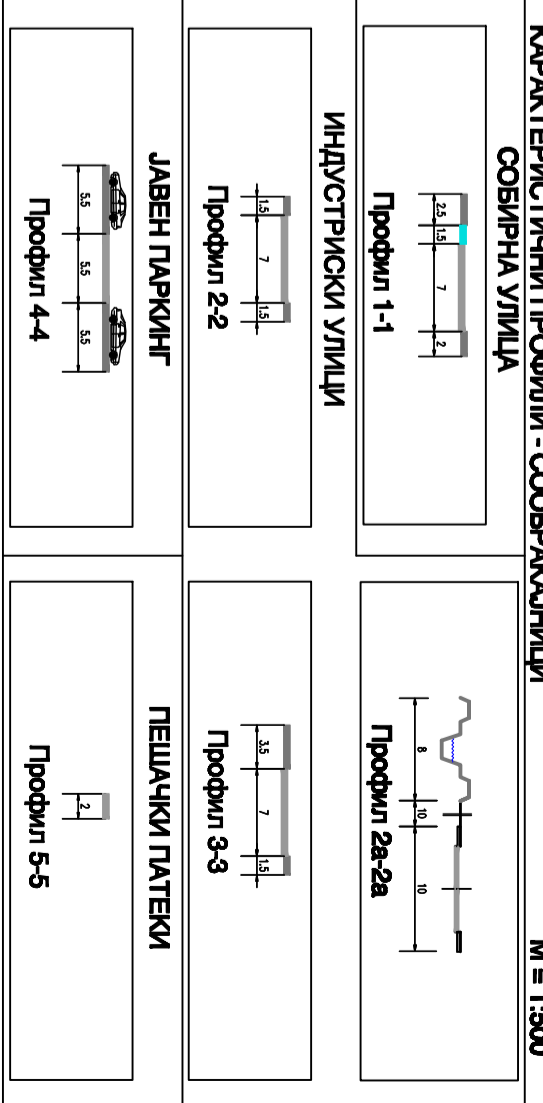 КАРАКТЕРИСТИЧНИ ПРОФИЛИ - СООБРАЌАЈНИЦИ
М = 1:500
СОБИРНА УЛИЦА
2.5 1.5 7 2
Профил 1-1
8 10 10
Профил 2а-2а
ИНДУСТРИСКИ УЛИЦИ
1.5 7 1.5
Профил 2-2
3.5 7 1.5
Профил 3-3
ЈАВЕН ПАРКИНГ
5.5 5.5 5.5
Профил 4-4
ПЕШАЧКИ ПАТЕКИ
2
Профил 5-5